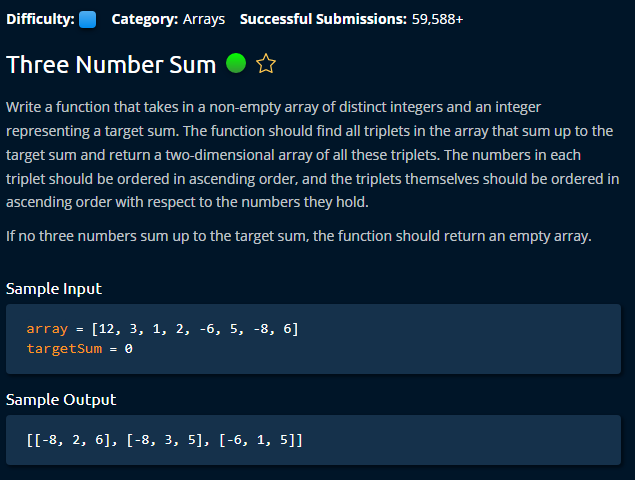 Difficulty: Category: Arrays Successful Submissions: 59,588+
Three Number Sum
Write a function that takes in a non-empty array of distinct integers and an integer
representing a target sum. The function should find all triplets in the array that sum up to the
target sum and return a two-dimensional array of all these triplets. The numbers in each
triplet should be ordered in ascending order, and the triplets themselves should be ordered in
ascending order with respect to the numbers they hold.
If no three numbers sum up to the target sum, the function should return an empty array.
Sample Input
array = [12, 3, 1, 2, -6, 5, -8, 6]
targetSum = 0
Sample Output
[[-8, 2, 6], [-8, 3, 5], [-6, 1, 5]]